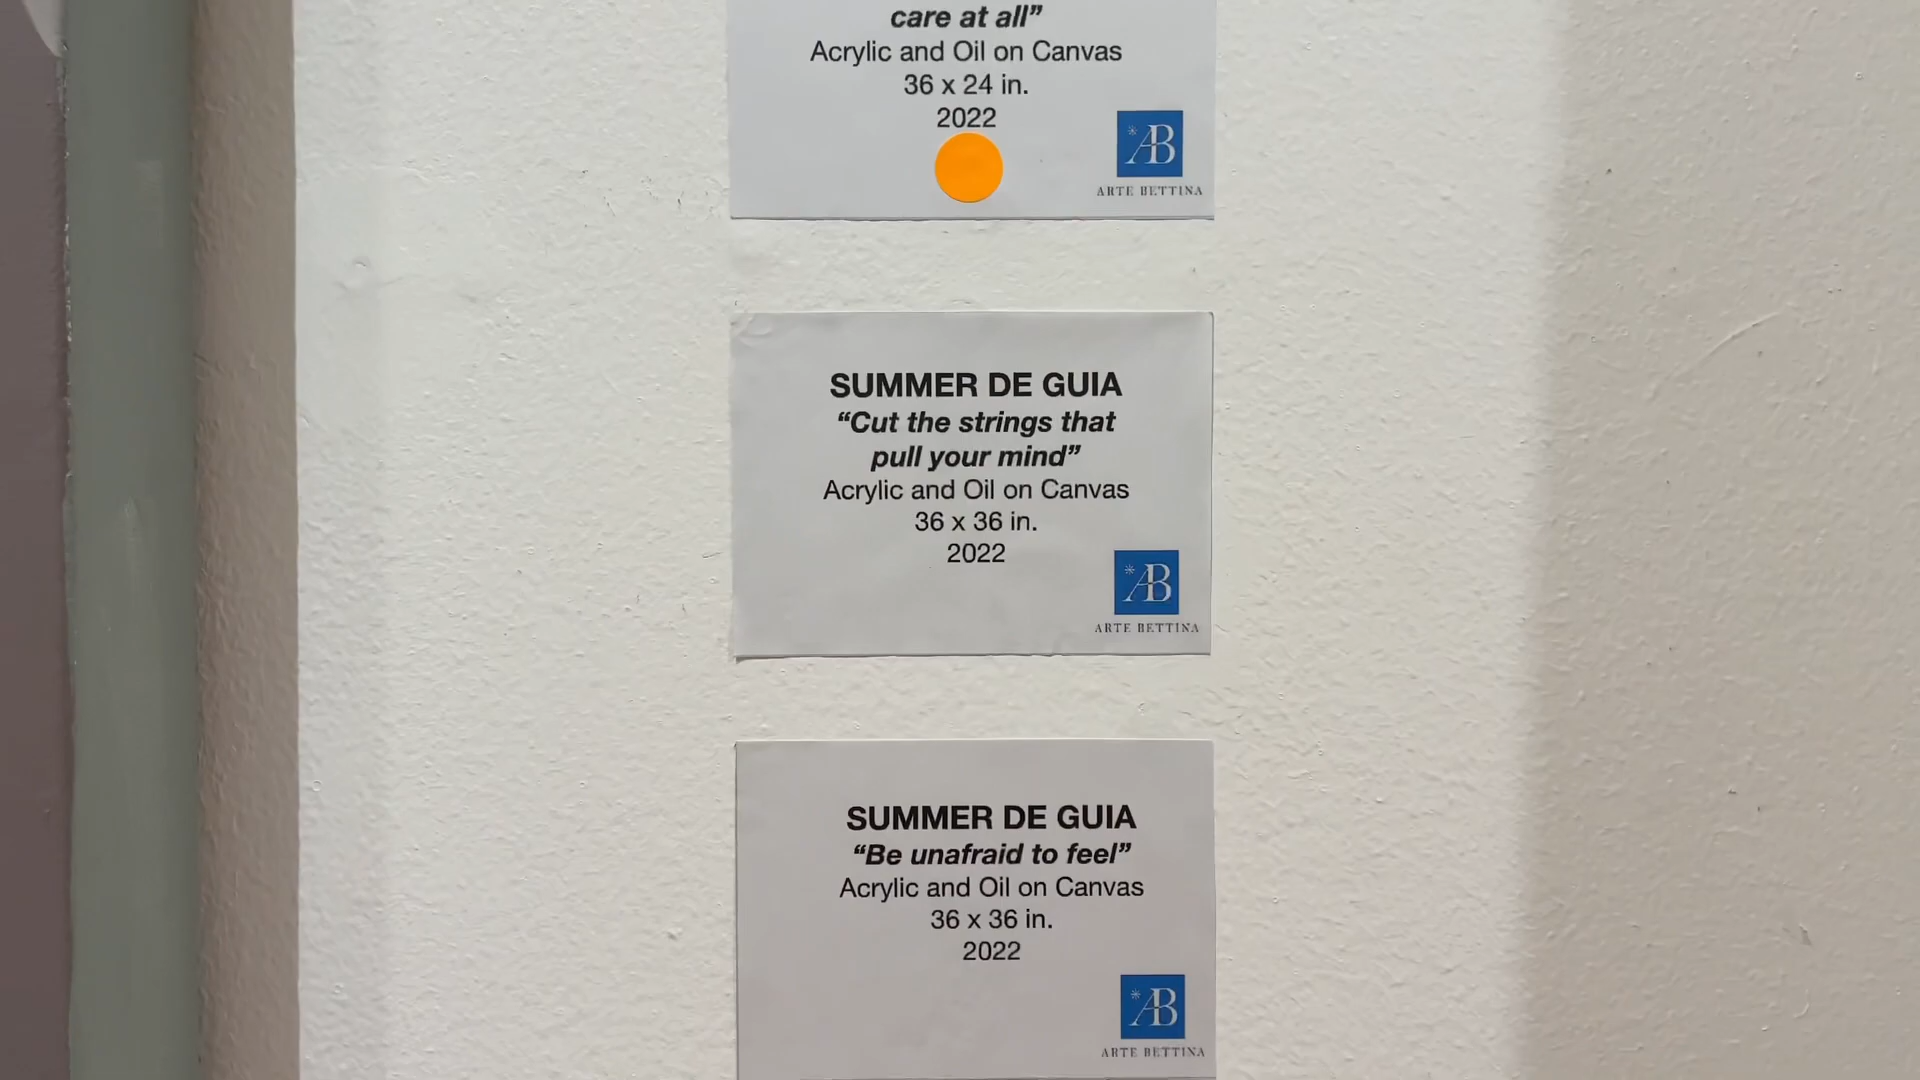 care at all”
Acrylic and Oil on Canvas
36 x 24 in.
2022
AB
ARTE BETTINA
SUMMER DE GUIA
“Cut the strings that
pull your mind”
Acrylic and Oil on Canvas
36 x 36 in.
2022
AB
ARTE BETTINA
SUMMER DE GUIA
“Be unafraid to feel”
Acrylic and Oil on Canvas
36 x 36 in.
2022
AB
ARTE BETTINA